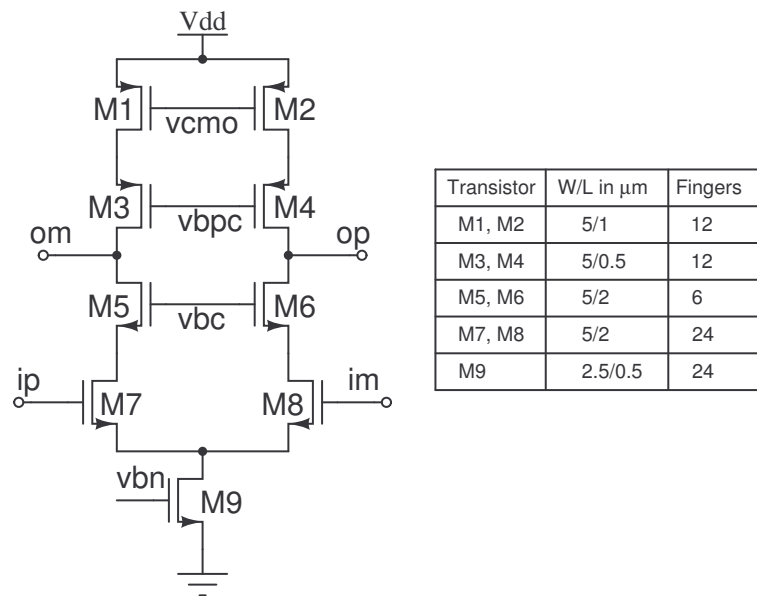 Vdd
M1
M2
vcmo
M3
M4
vbpc
om
op
M5
M6
vbc
ip
im
M7
M8
vbn
M9
Transistor W/L in μm Fingers
M1, M2 5/1 12
M3, M4 5/0.5 12
M5, M6 5/2 6
M7, M8 5/2 24
M9 2.5/0.5 24